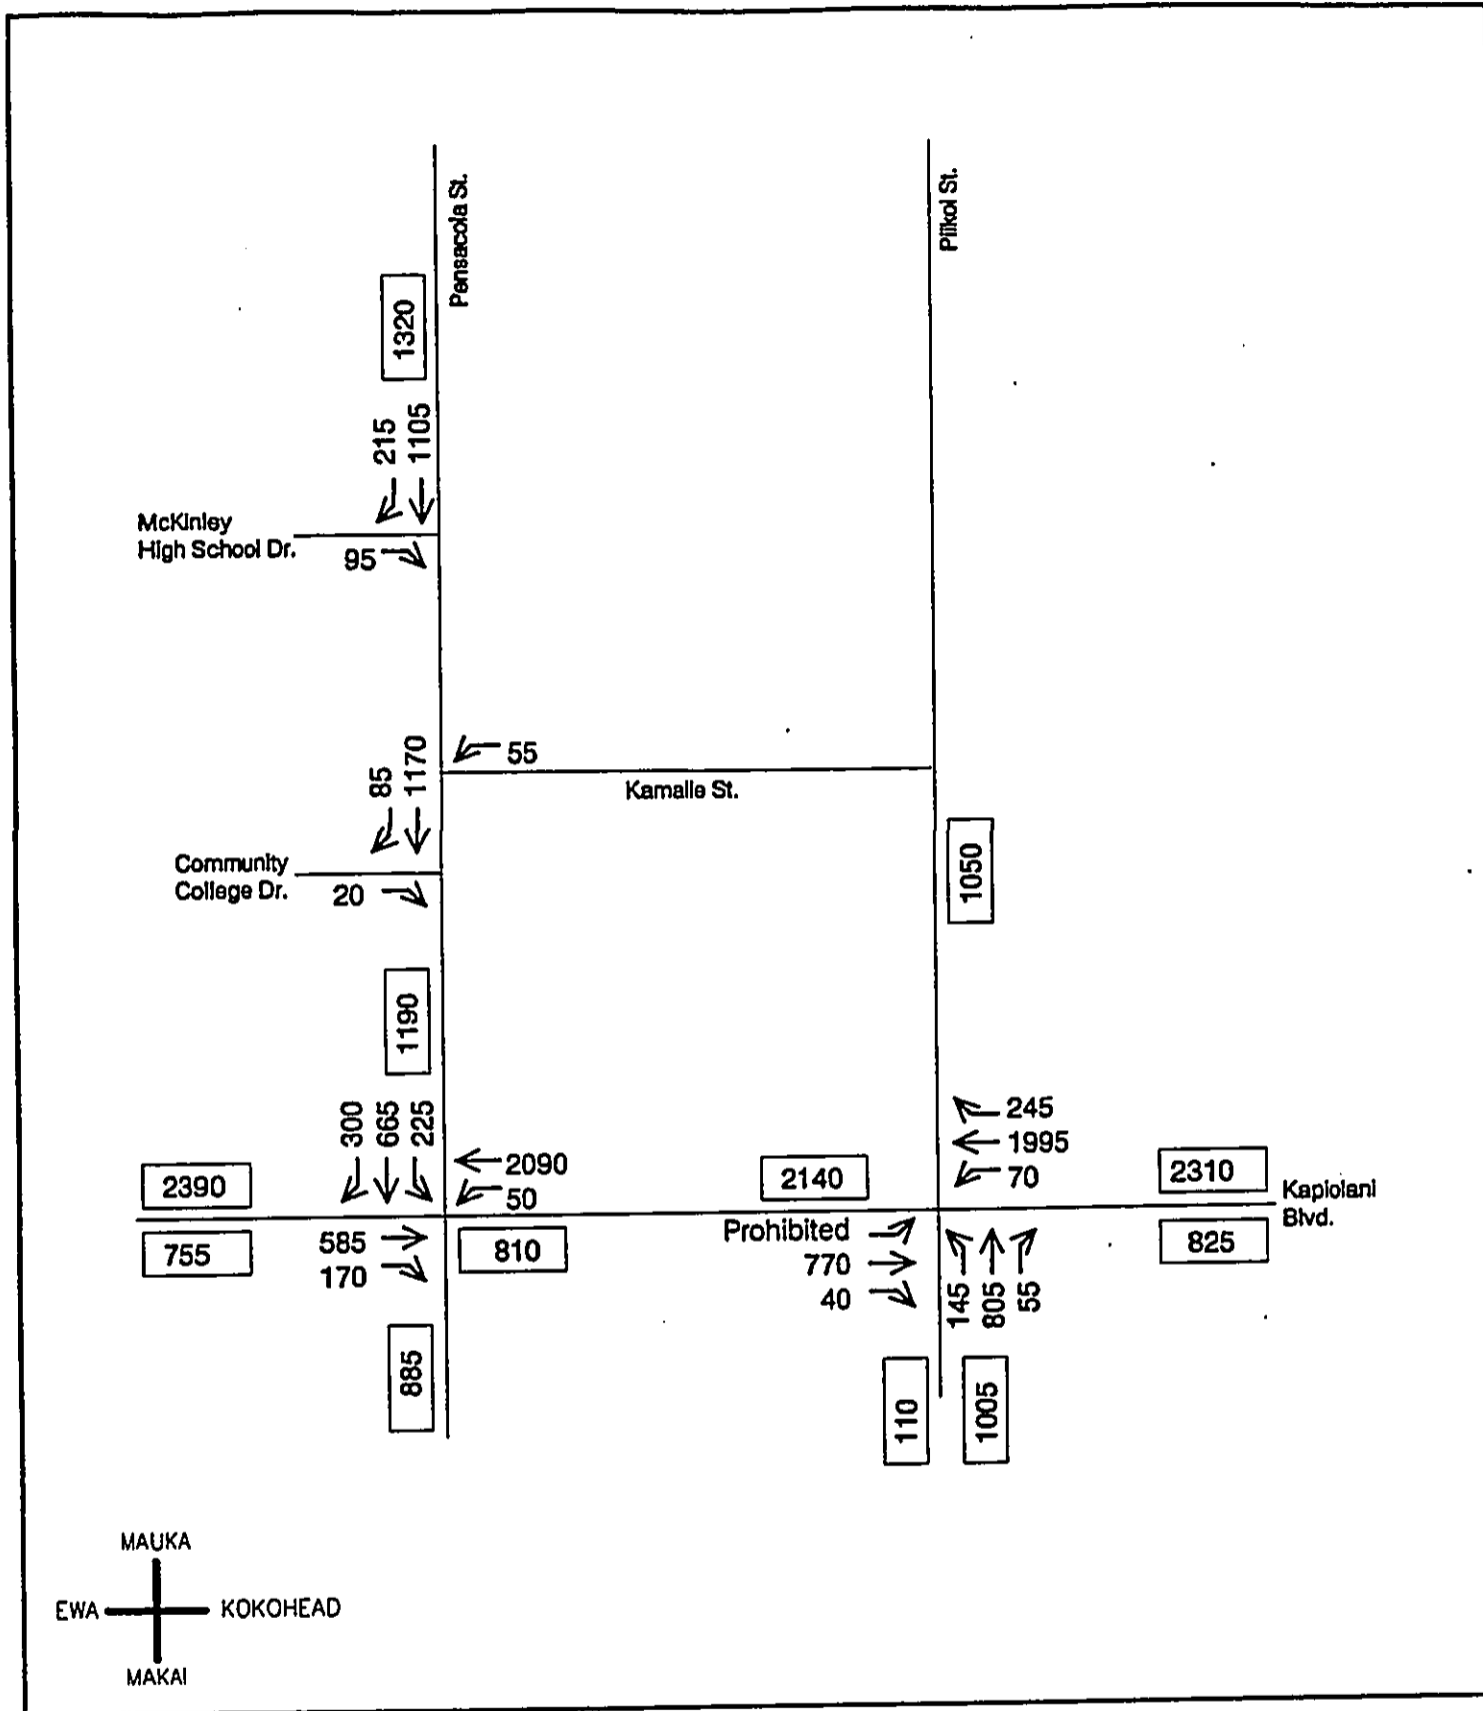 Pensacola St.
Piikoi St.
1320
215
1105
McKinley
High School Dr.
95
55
Kamaile St.
85
1170
Community
College Dr.
20
1050
1190
300
665
225
2090
50
2390
755
585
170
810
885
2140
245
1995
70
2310
Kapiolani
Blvd.
825
Prohibited
770
40
145
805
55
110
1005
MAUKA
EWA
KOKOHEAD
MAKAI